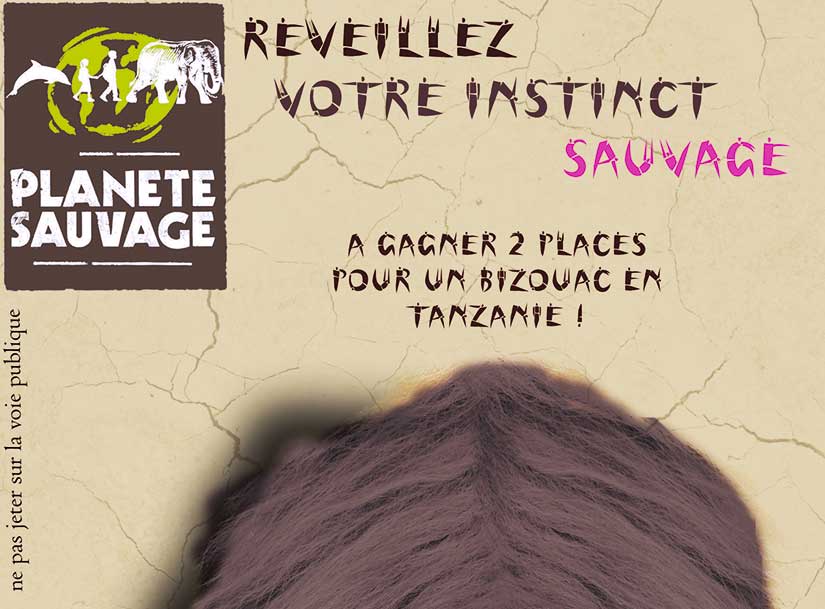 PLANETE
SAUVAGE
REVEILLEZ
VOTRE INSTINCT
SAUVAGE
A GAGNER 2 PLACES
POUR UN BIZOUAC EN
TANZANIE !
ne pas jeter sur la voie publique